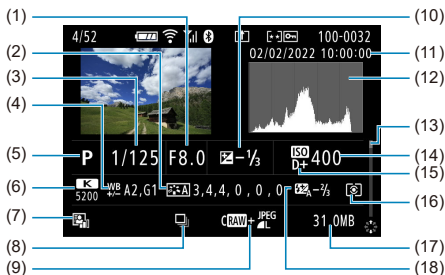 (1) (10)
4/52 100-0032
(2) 02/02/2022 10:00:00 (11)
(3) (12)
(4) (13)
(5) P 1/125 F8.0 -1/3 ISO 400 (14)
D+ (15)
(6) K 5200 WB A2,G1 A 3,4,4, 0, 0, 0 A-2/3 (16)
(7) C RAW + JPEG L 31.0MB
(8) (17)
(9) (18)